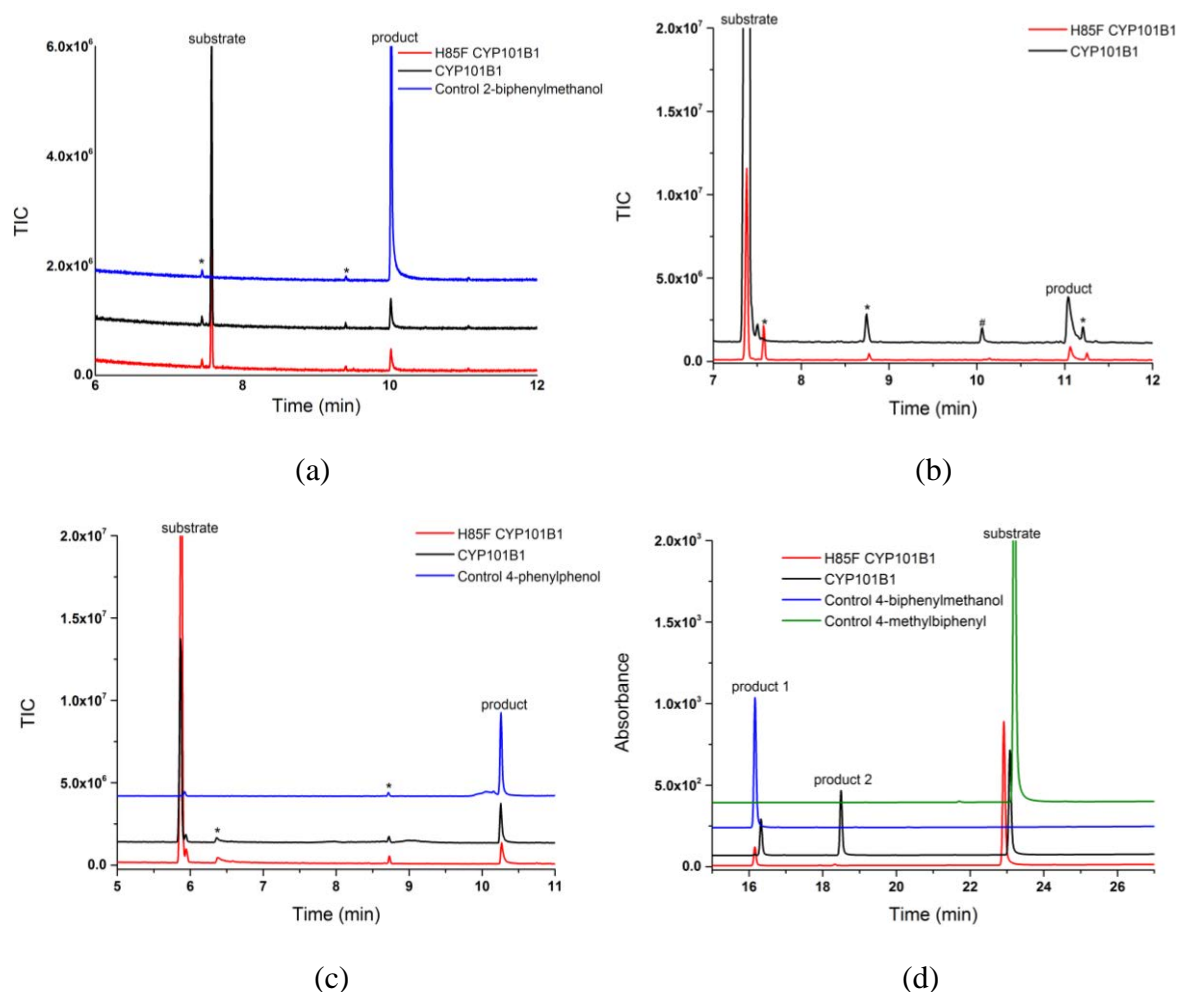 substrate
product
H85F CYP101B1
CYP101B1
Control 2-biphenylmethanol
6.0x10⁶
4.0x10⁶
2.0x10⁶
0.0
TIC
*
*
6 8 10 12
Time (min)
(a)
substrate
H85F CYP101B1
CYP101B1
2.0x10⁷
1.5x10⁷
1.0x10⁷
5.0x10⁶
0.0
TIC
product
*
*
#
*
7 8 9 10 11 12
Time (min)
(b)
substrate
H85F CYP101B1
CYP101B1
Control 4-phenylphenol
2.0x10⁷
1.5x10⁷
1.0x10⁷
5.0x10⁶
0.0
TIC
product
*
*
5 6 7 8 9 10 11
Time (min)
(c)
substrate
H85F CYP101B1
CYP101B1
Control 4-biphenylmethanol
Control 4-methylbiphenyl
2.0x10³
1.5x10³
1.0x10³
5.0x10²
0.0
Absorbance
product 1
product 2
16 18 20 22 24 26
Time (min)
(d)